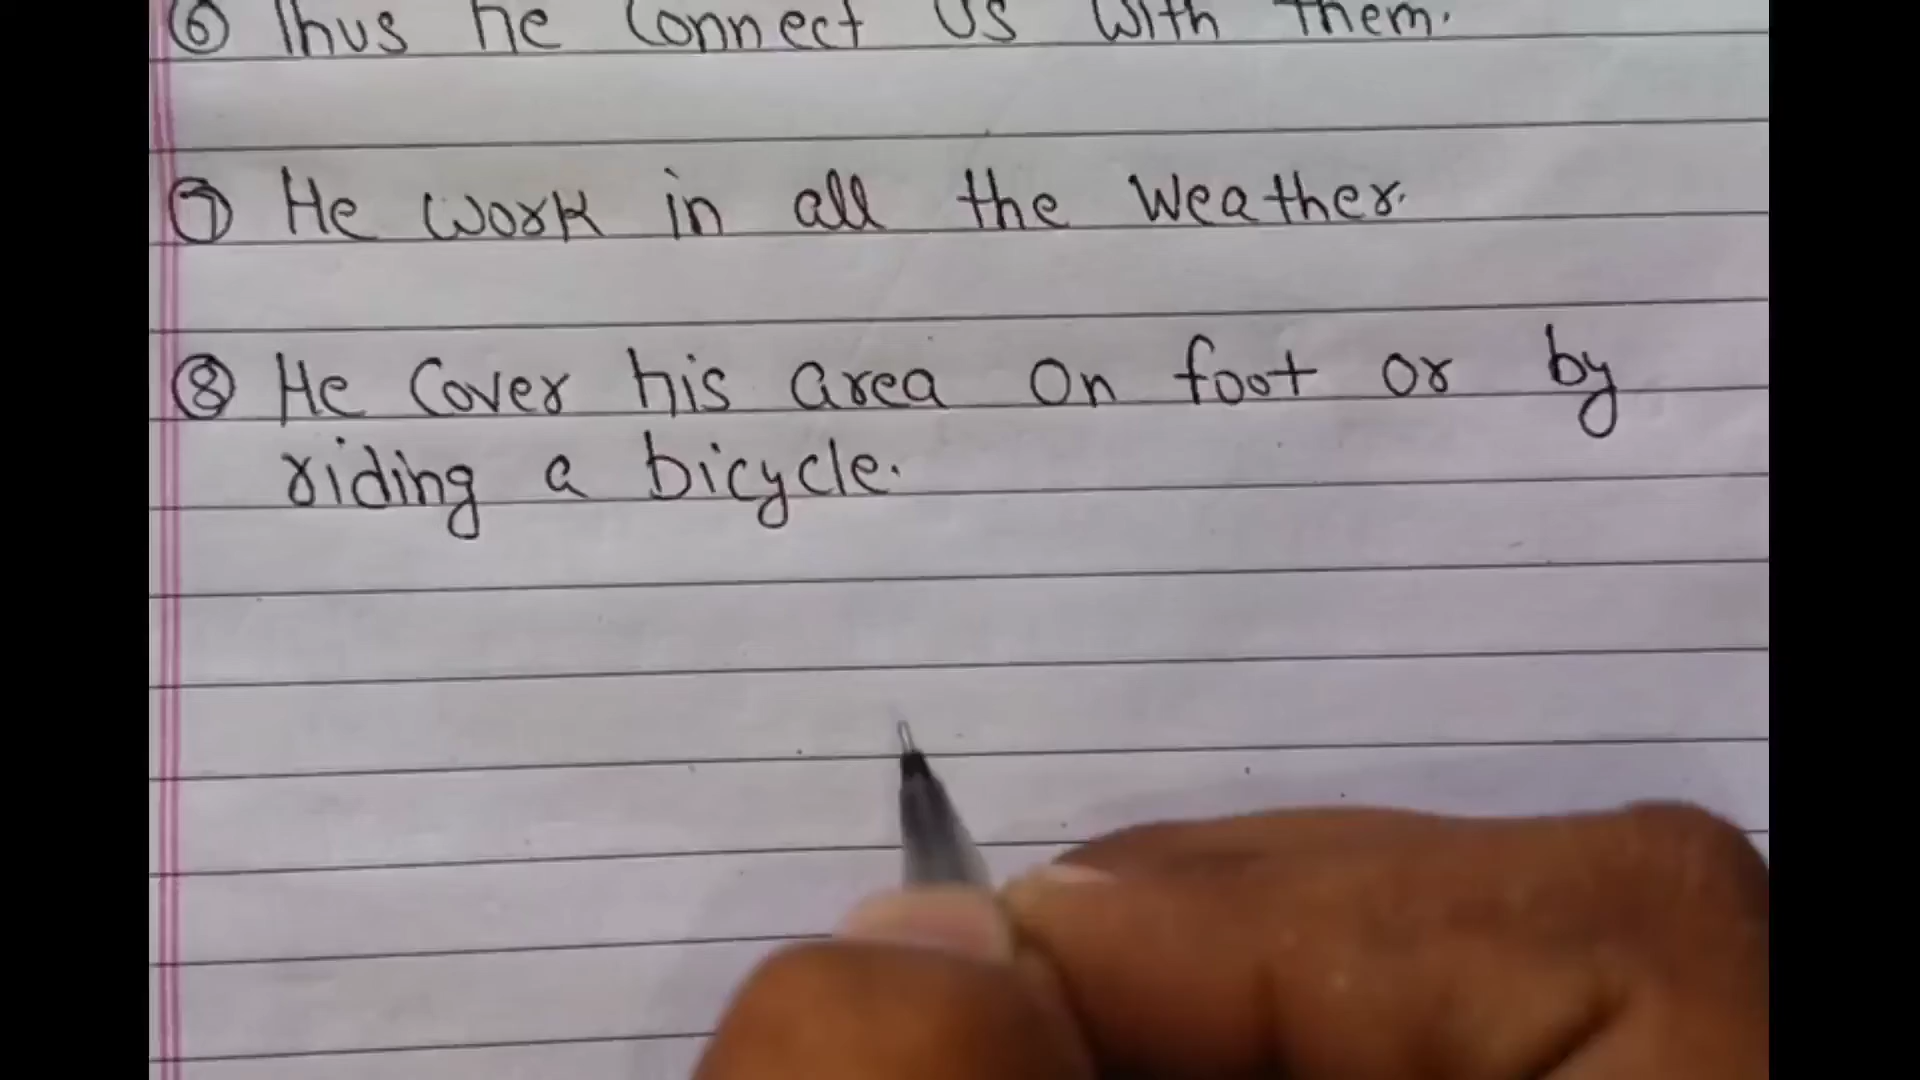 ⑥ Thus he connect us with them.
⑦ He work in all the weather.
⑧ He cover his area on foot or by
riding a bicycle.